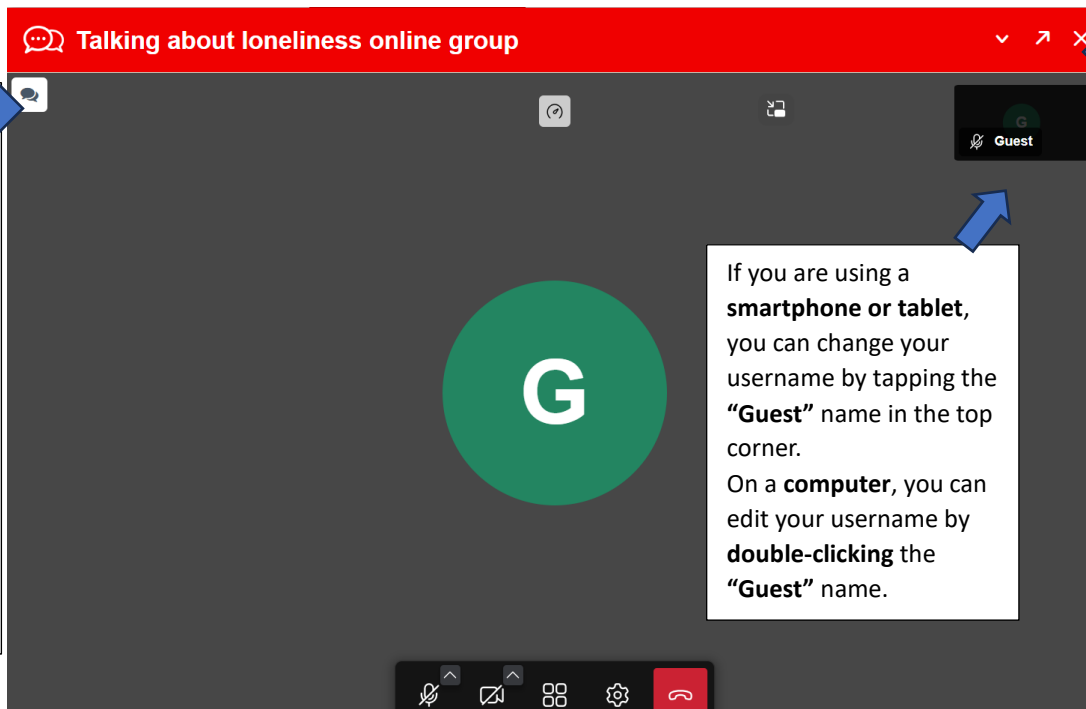 Talking about loneliness online group
G
Guest
If you are using a
smartphone or tablet,
you can change your
username by tapping the
“Guest” name in the top
corner.
On a computer, you can
edit your username by
double-clicking the
“Guest” name.
G